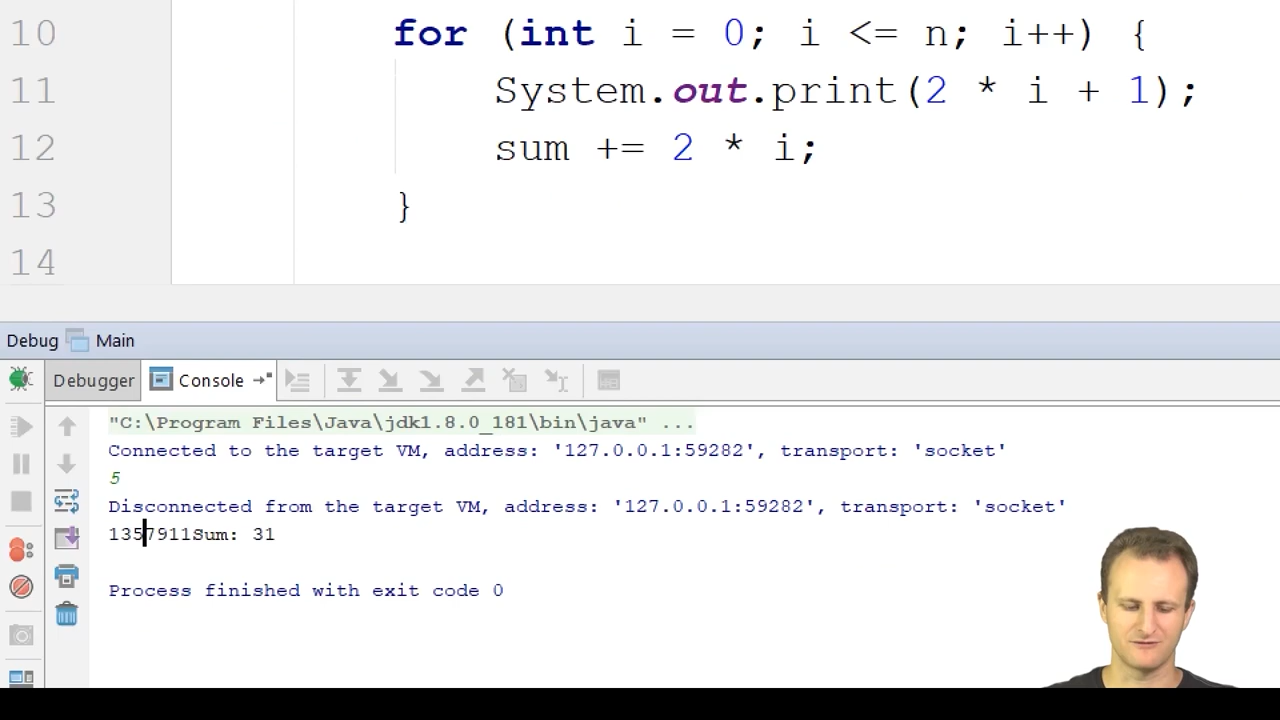 10 for (int i = 0; i <= n; i++) {
11 System.out.print(2 * i + 1);
12 sum += 2 * i;
13 }
14
Debug Main
Debugger Console
"C:\Program Files\Java\jdk1.8.0_181\bin\java" ...
Connected to the target VM, address: '127.0.0.1:59282', transport: 'socket'
5
Disconnected from the target VM, address: '127.0.0.1:59282', transport: 'socket'
1357911Sum: 31
Process finished with exit code 0